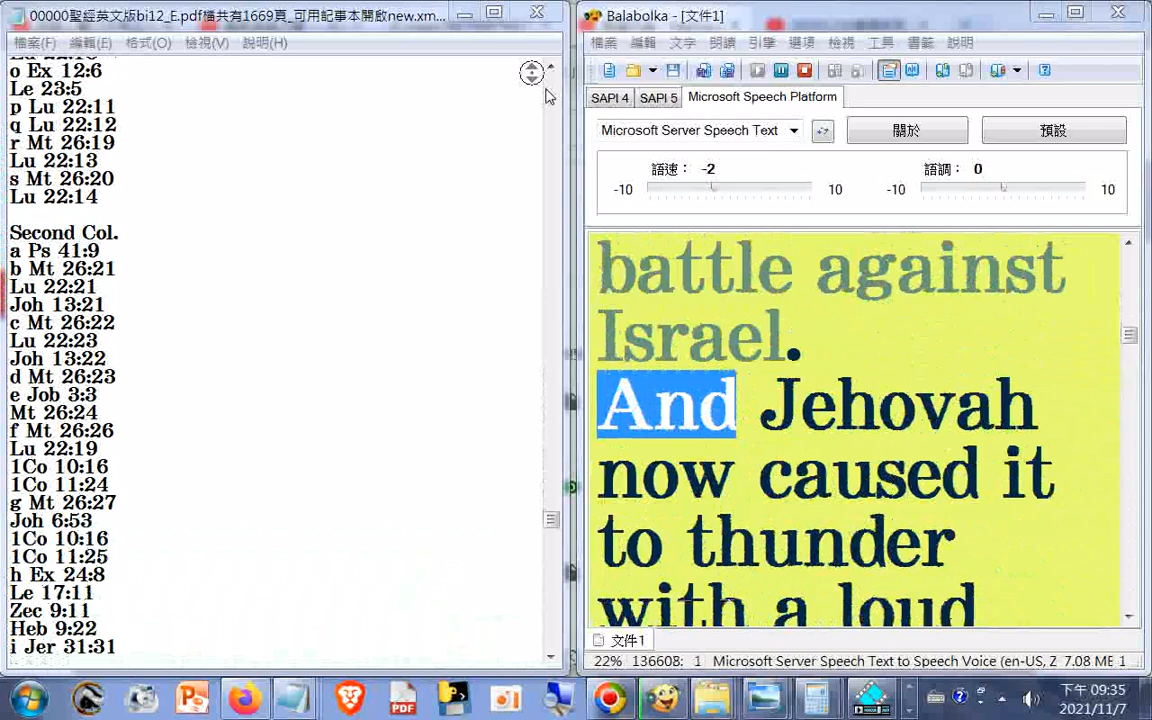 00000聖經英文版bi12_E.pdf檔共有1669頁_可用記事本開啟new.xm...
檔案(F) 編輯(E) 格式(O) 檢視(V) 說明(H)
o Ex 12:6
Le 23:5
p Lu 22:11
q Lu 22:12
r Mt 26:19
Lu 22:13
s Mt 26:20
Lu 22:14
Second Col.
a Ps 41:9
b Mt 26:21
Lu 22:21
Joh 13:21
c Mt 26:22
Lu 22:23
Joh 13:22
d Mt 26:23
e Job 3:3
Mt 26:24
f Mt 26:26
Lu 22:19
1Co 10:16
1Co 11:24
g Mt 26:27
Joh 6:53
1Co 10:16
1Co 11:25
h Ex 24:8
Le 17:11
Zec 9:11
Heb 9:22
i Jer 31:31
Balabolka - [文件1]
檔案 編輯 文字 朗讀 引擎 選項 檢視 工具 書籤 說明
SAPI 4 SAPI 5 Microsoft Speech Platform
Microsoft Server Speech Text 關於 預設
語速： -2 語調： 0
-10 10 -10 10
battle against
Israel.
And Jehovah
now caused it
to thunder
with a loud
文件1
22% 136608: 1 Microsoft Server Speech Text to Speech Voice (en-US, Z 7.08 ME 1
PDF
下午 09:35
2021/11/7